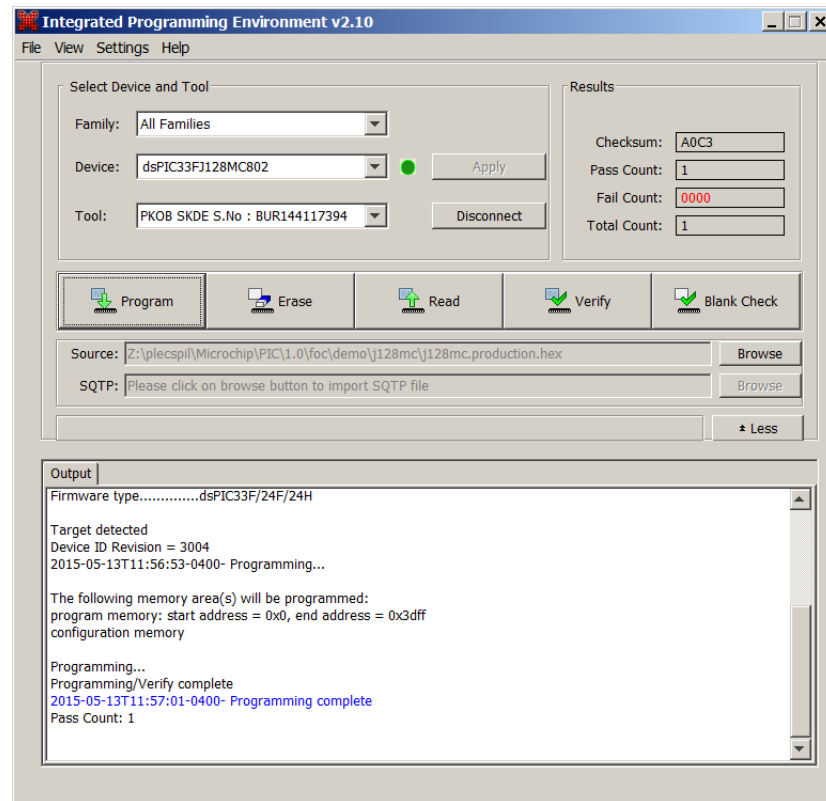 Integrated Programming Environment v2.10
File View Settings Help
Select Device and Tool
Family: All Families
Device: dsPIC33FJ128MC802 Apply
Tool: PKOB SKDE S.No : BUR144117394 Disconnect
Results
Checksum: A0C3
Pass Count: 1
Fail Count: 0000
Total Count: 1
Program Erase Read Verify Blank Check
Source: Z:\plecspil\Microchip\PIC\1.0\foc\demo\j128mc\j128mc.production.hex Browse
SQTP: Please click on browse button to import SQTP file Browse
Less
Output
Firmware type..............dsPIC33F/24F/24H
Target detected
Device ID Revision = 3004
2015-05-13T11:56:53-0400- Programming...
The following memory area(s) will be programmed:
program memory: start address = 0x0, end address = 0x3dff
configuration memory
Programming...
Programming/Verify complete
2015-05-13T11:57:01-0400- Programming complete
Pass Count: 1